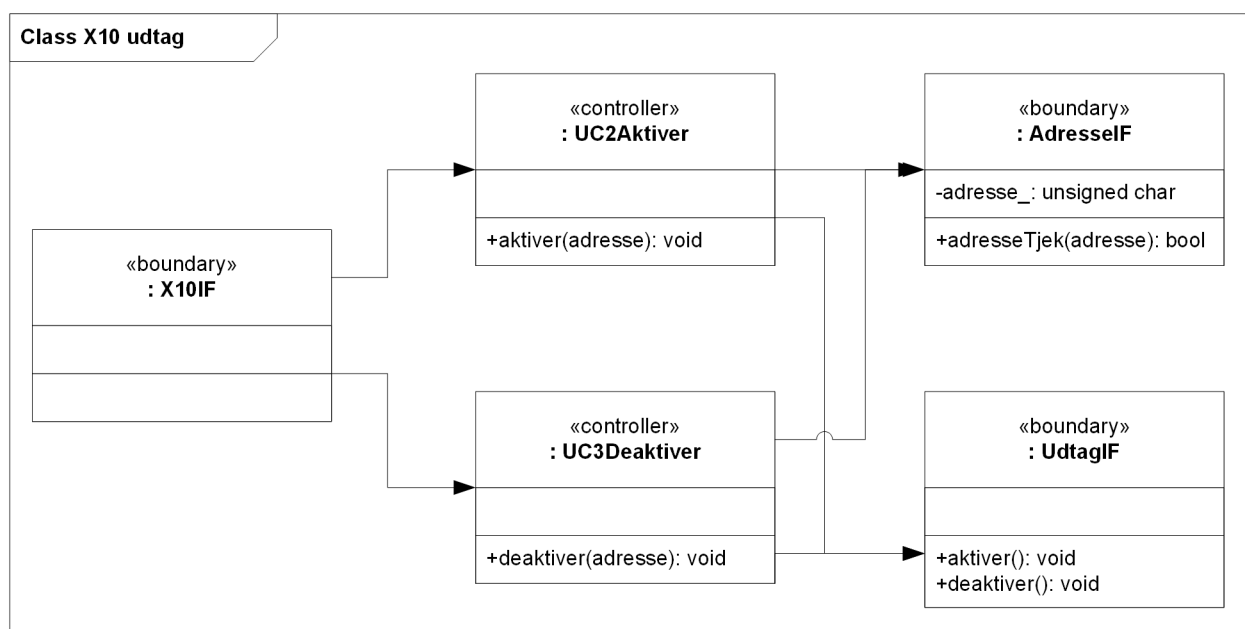 Class X10 udtag
«controller»
: UC2Aktiver
+aktiver(adresse): void
«boundary»
: AdresseIF
-adresse_: unsigned char
+adresseTjek(adresse): bool
«boundary»
: X10IF
«controller»
: UC3Deaktiver
+deaktiver(adresse): void
«boundary»
: UdtagIF
+aktiver(): void
+deaktiver(): void